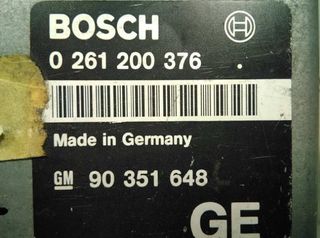 BOSCH
0 261 200 376
Made in Germany
GM 90 351 648
GE